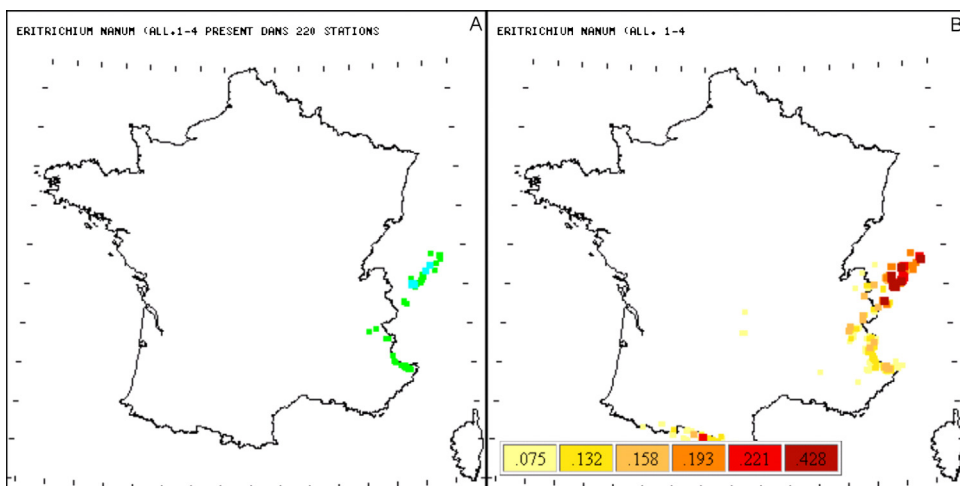 ERITRICHIUM NANUM (ALL.1-4 PRESENT DANS 220 STATIONS
A
ERITRICHIUM NANUM (ALL. 1-4
B
.075 .132 .158 .193 .221 .428